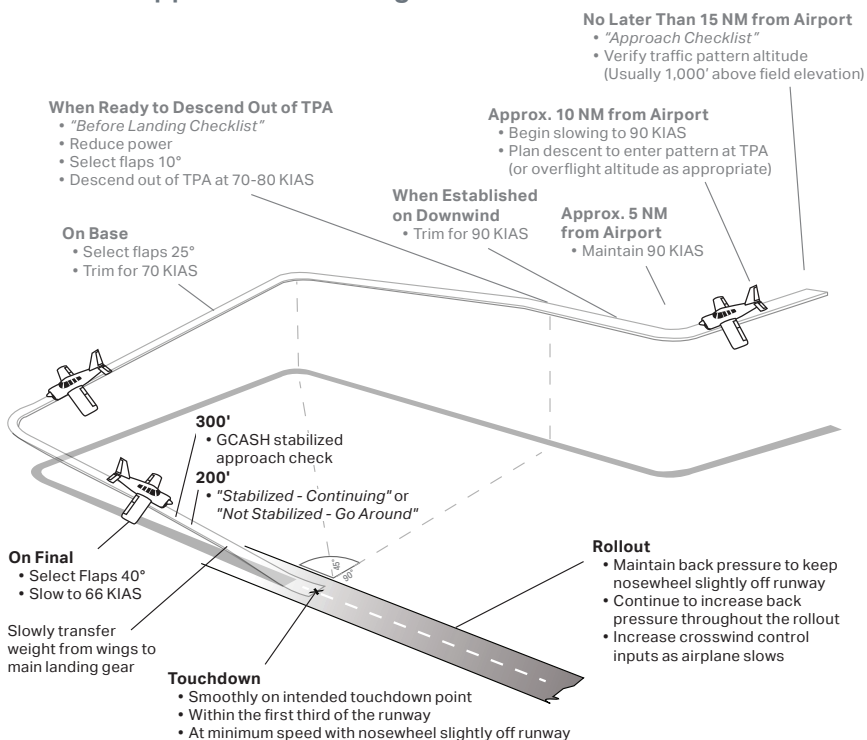 No Later Than 15 NM from Airport
• "Approach Checklist"
• Verify traffic pattern altitude
(Usually 1,000' above field elevation)
When Ready to Descend Out of TPA
• "Before Landing Checklist"
• Reduce power
• Select flaps 10°
• Descend out of TPA at 70-80 KIAS
Approx. 10 NM from Airport
• Begin slowing to 90 KIAS
• Plan descent to enter pattern at TPA
(or overflight altitude as appropriate)
When Established
on Downwind
• Trim for 90 KIAS
Approx. 5 NM
from Airport
• Maintain 90 KIAS
On Base
• Select flaps 25°
• Trim for 70 KIAS
300'
• GCASH stabilized
approach check
200'
• "Stabilized - Continuing" or
"Not Stabilized - Go Around"
45°
90°
On Final
• Select Flaps 40°
• Slow to 66 KIAS
Slowly transfer
weight from wings to
main landing gear
Rollout
• Maintain back pressure to keep
nosewheel slightly off runway
• Continue to increase back
pressure throughout the rollout
• Increase crosswind control
inputs as airplane slows
Touchdown
• Smoothly on intended touchdown point
• Within the first third of the runway
• At minimum speed with nosewheel slightly off runway